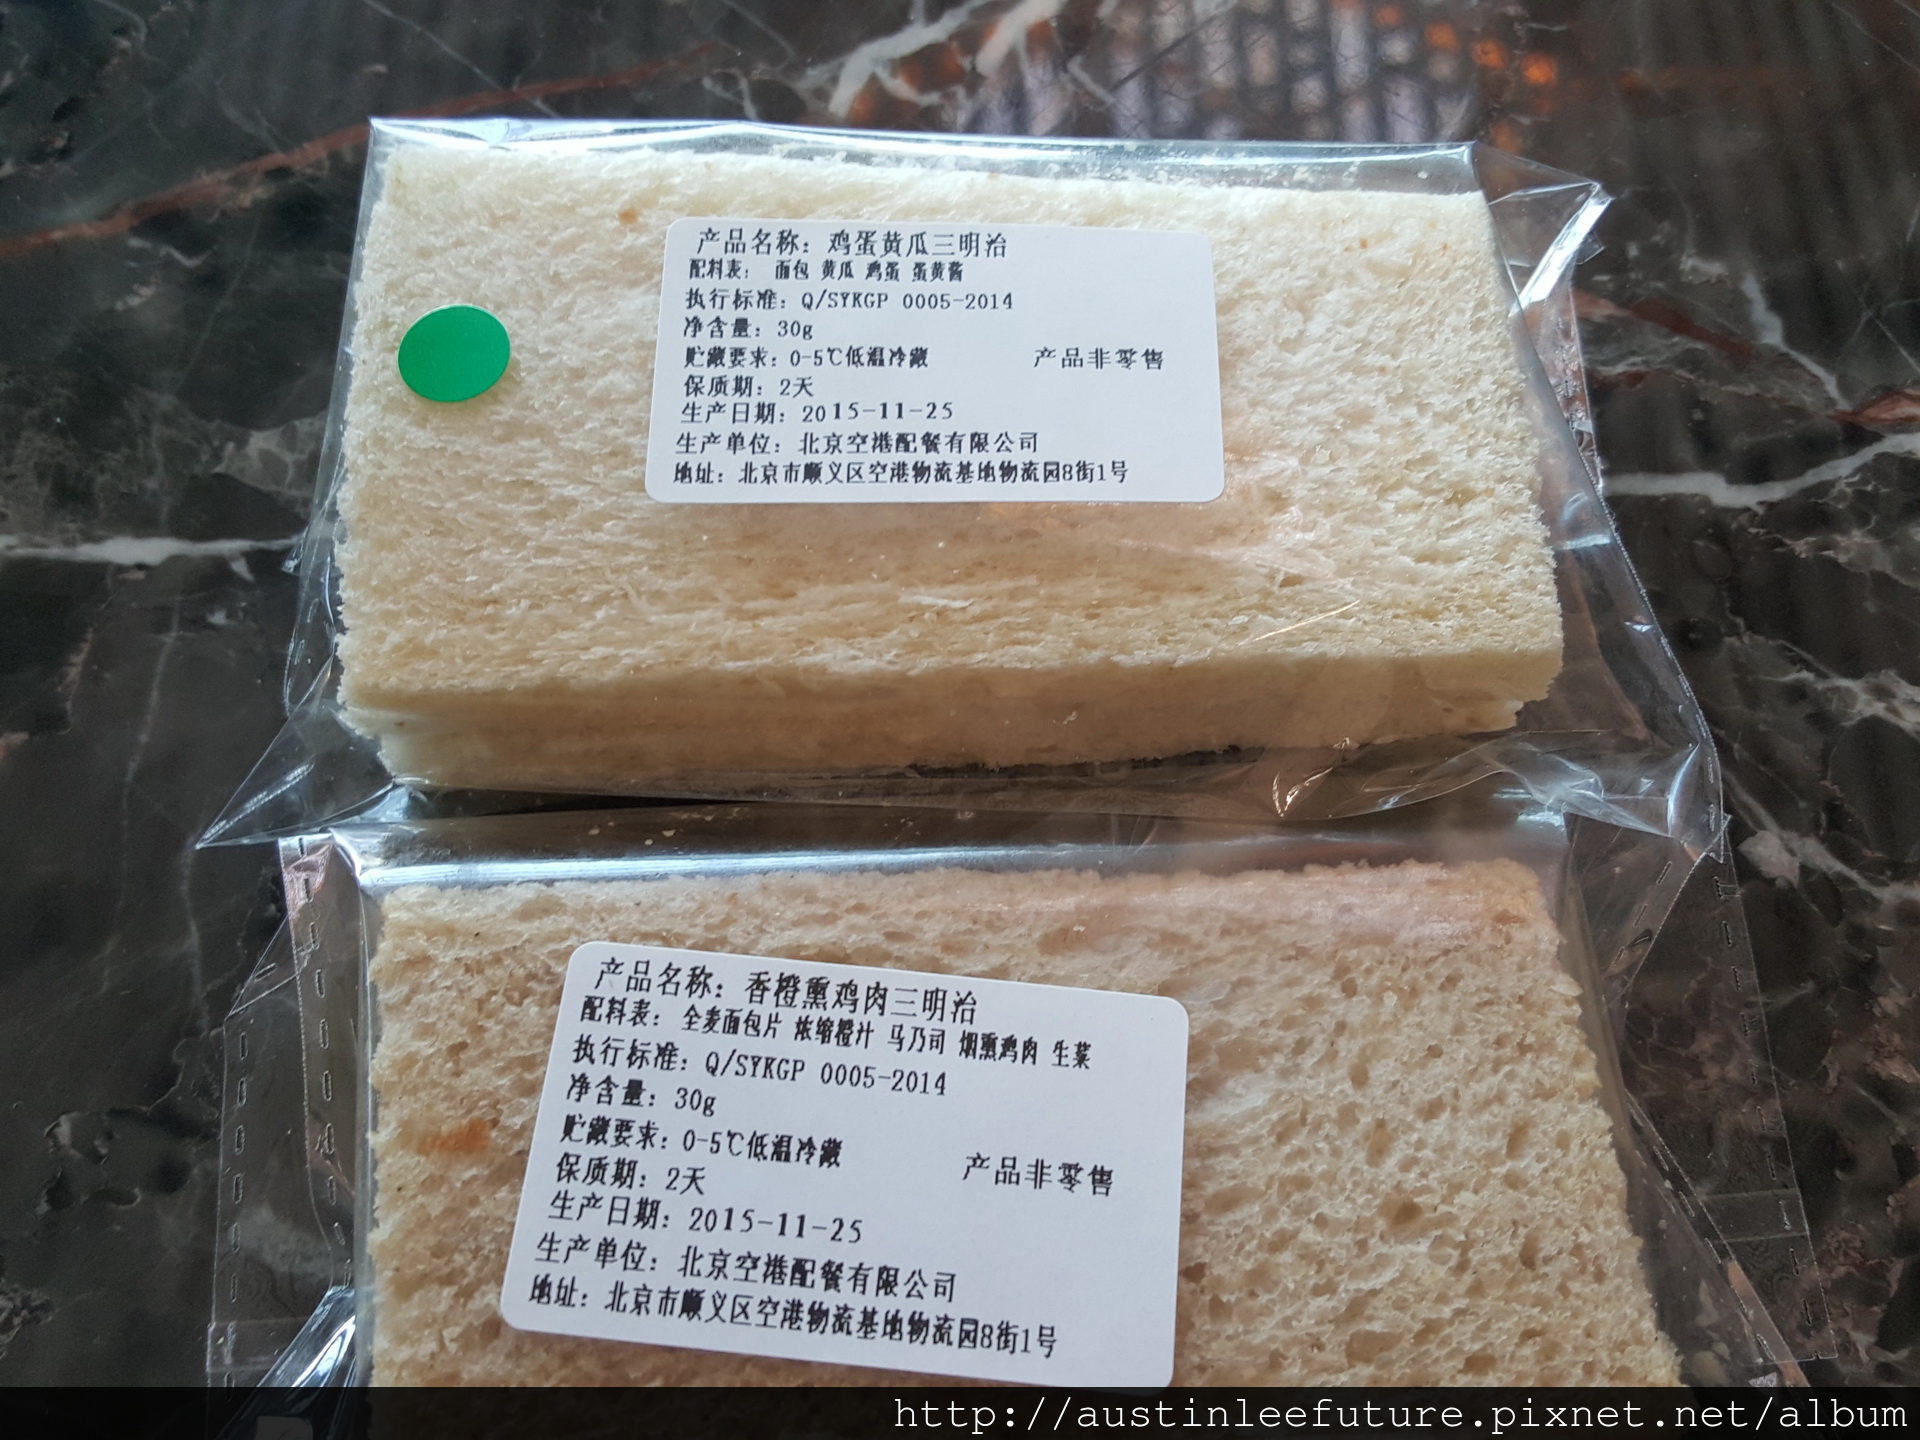 产品名称：鸡蛋黄瓜三明治
配料表： 面包 黄瓜 鸡蛋 蛋黄酱
执行标准：Q/SYKGP 0005-2014
净含量：30g
贮藏要求：0-5℃低温冷藏 产品非零售
保质期：2天
生产日期：2015-11-25
生产单位：北京空港配餐有限公司
地址：北京市顺义区空港物流基地物流园8街1号
产品名称：香橙熏鸡肉三明治
配料表： 全麦面包片 浓缩橙汁 马乃司 烟熏鸡肉 生菜
执行标准：Q/SYKGP 0005-2014
净含量：30g
贮藏要求：0-5℃低温冷藏 产品非零售
保质期：2天
生产日期：2015-11-25
生产单位：北京空港配餐有限公司
地址：北京市顺义区空港物流基地物流园8街1号
http://austinleefuture.pixnet.net/album